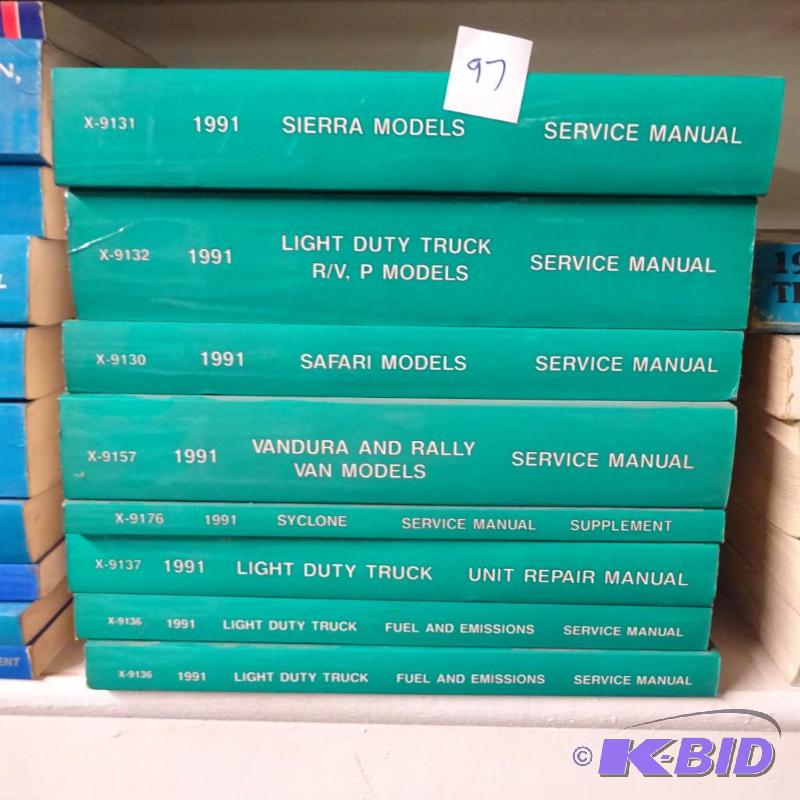 97
X-9131 1991 SIERRA MODELS SERVICE MANUAL
X-9132 1991 LIGHT DUTY TRUCK R/V, P MODELS SERVICE MANUAL
X-9130 1991 SAFARI MODELS SERVICE MANUAL
X-9157 1991 VANDURA AND RALLY VAN MODELS SERVICE MANUAL
X-9176 1991 SYCLONE SERVICE MANUAL SUPPLEMENT
X-9137 1991 LIGHT DUTY TRUCK UNIT REPAIR MANUAL
X-9136 1991 LIGHT DUTY TRUCK FUEL AND EMISSIONS SERVICE MANUAL
X-9136 1991 LIGHT DUTY TRUCK FUEL AND EMISSIONS SERVICE MANUAL
© K-BID